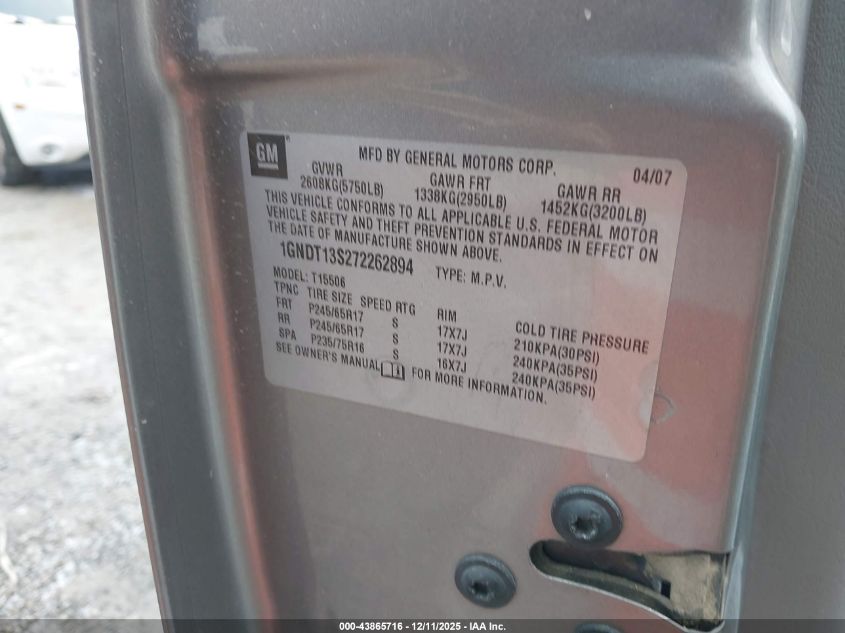 GM
MFD BY GENERAL MOTORS CORP. 04/07
GVWR GAWR FRT GAWR RR
2608KG(5750LB) 1338KG(2950LB) 1452KG(3200LB)
THIS VEHICLE CONFORMS TO ALL APPLICABLE U.S. FEDERAL MOTOR
VEHICLE SAFETY AND THEFT PREVENTION STANDARDS IN EFFECT ON
THE DATE OF MANUFACTURE SHOWN ABOVE.
1GNDT13S272262894 TYPE: M.P.V.
MODEL: T15506
TPNC TIRE SIZE SPEED RTG RIM COLD TIRE PRESSURE
FRT P245/65R17 S 17X7J 210KPA(30PSI)
RR P245/65R17 S 17X7J 240KPA(35PSI)
SPA P235/75R16 S 16X7J 240KPA(35PSI)
SEE OWNER'S MANUAL FOR MORE INFORMATION.
000-43865716 - 12/11/2025 - IAA Inc.